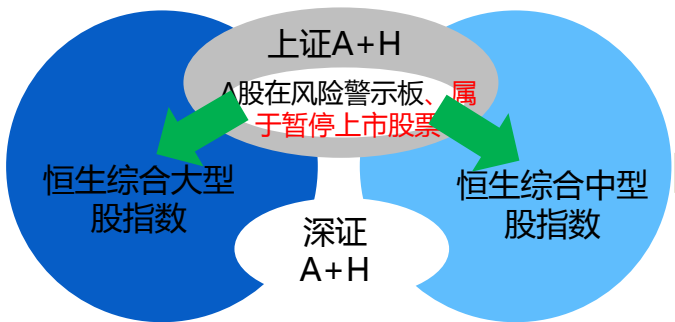 上证A+H
A股在风险警示板、属
于暂停上市股票
恒生综合大型
股指数
恒生综合中型
股指数
深证
A+H